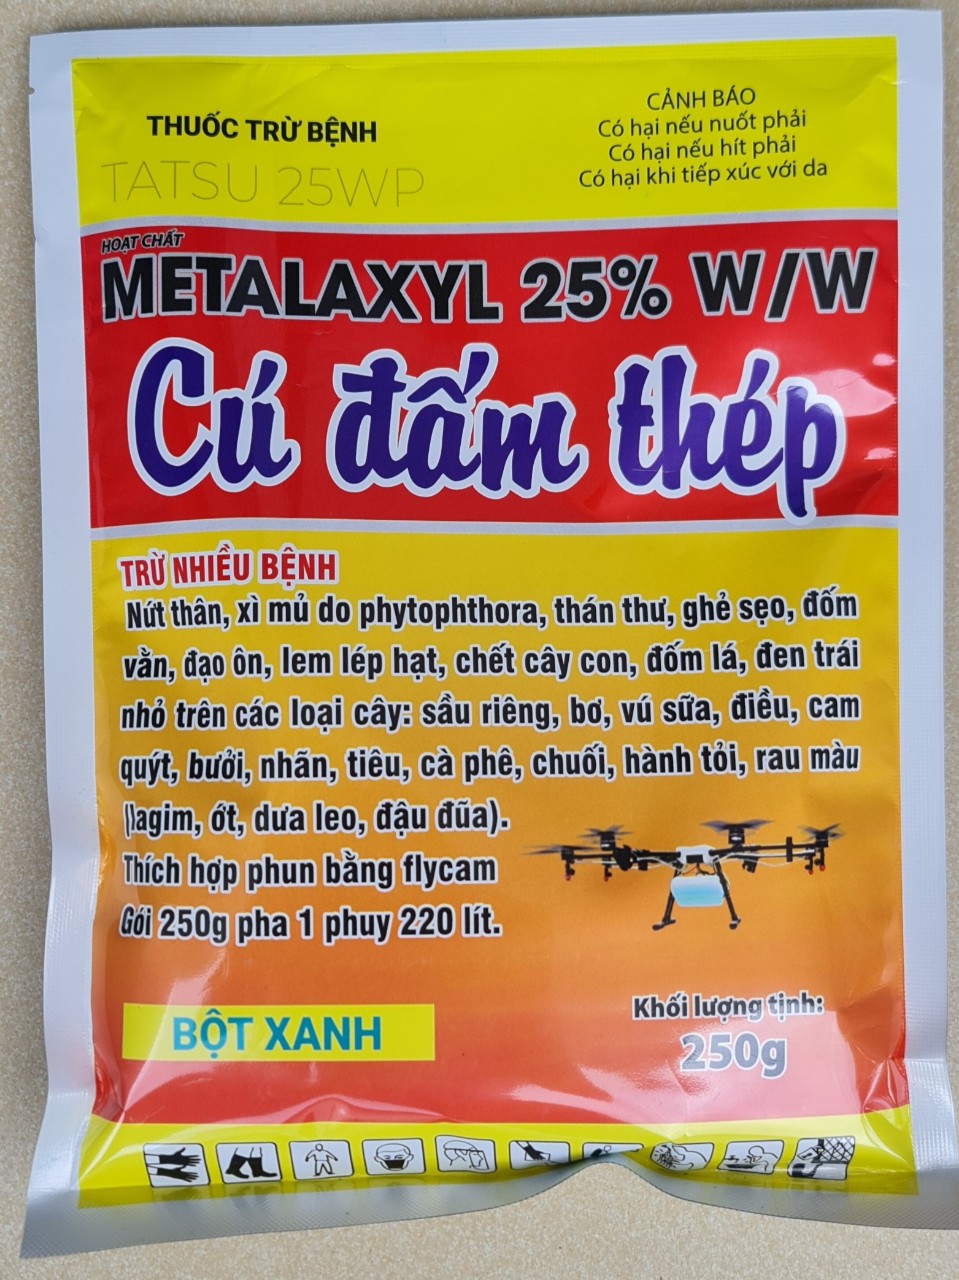 THUỐC TRỪ BỆNH
TATSU 25WP
CẢNH BÁO
Có hại nếu nuốt phải
Có hại nếu hít phải
Có hại khi tiếp xúc với da
HOẠT CHẤT
METALAXYL 25% W/W
Cú đấm thép
TRỪ NHIỀU BỆNH
Nứt thân, xì mủ do phytophthora, thán thư, ghẻ sẹo, đốm
vằn, đạo ôn, lem lép hạt, chết cây con, đốm lá, đen trái
nhỏ trên các loại cây: sầu riêng, bơ, vú sữa, điều, cam
quýt, bưởi, nhãn, tiêu, cà phê, chuối, hành tỏi, rau màu
(lagim, ớt, dưa leo, đậu đũa).
Thích hợp phun bằng flycam
Gói 250g pha 1 phuy 220 lít.
BỘT XANH
Khối lượng tịnh:
250g